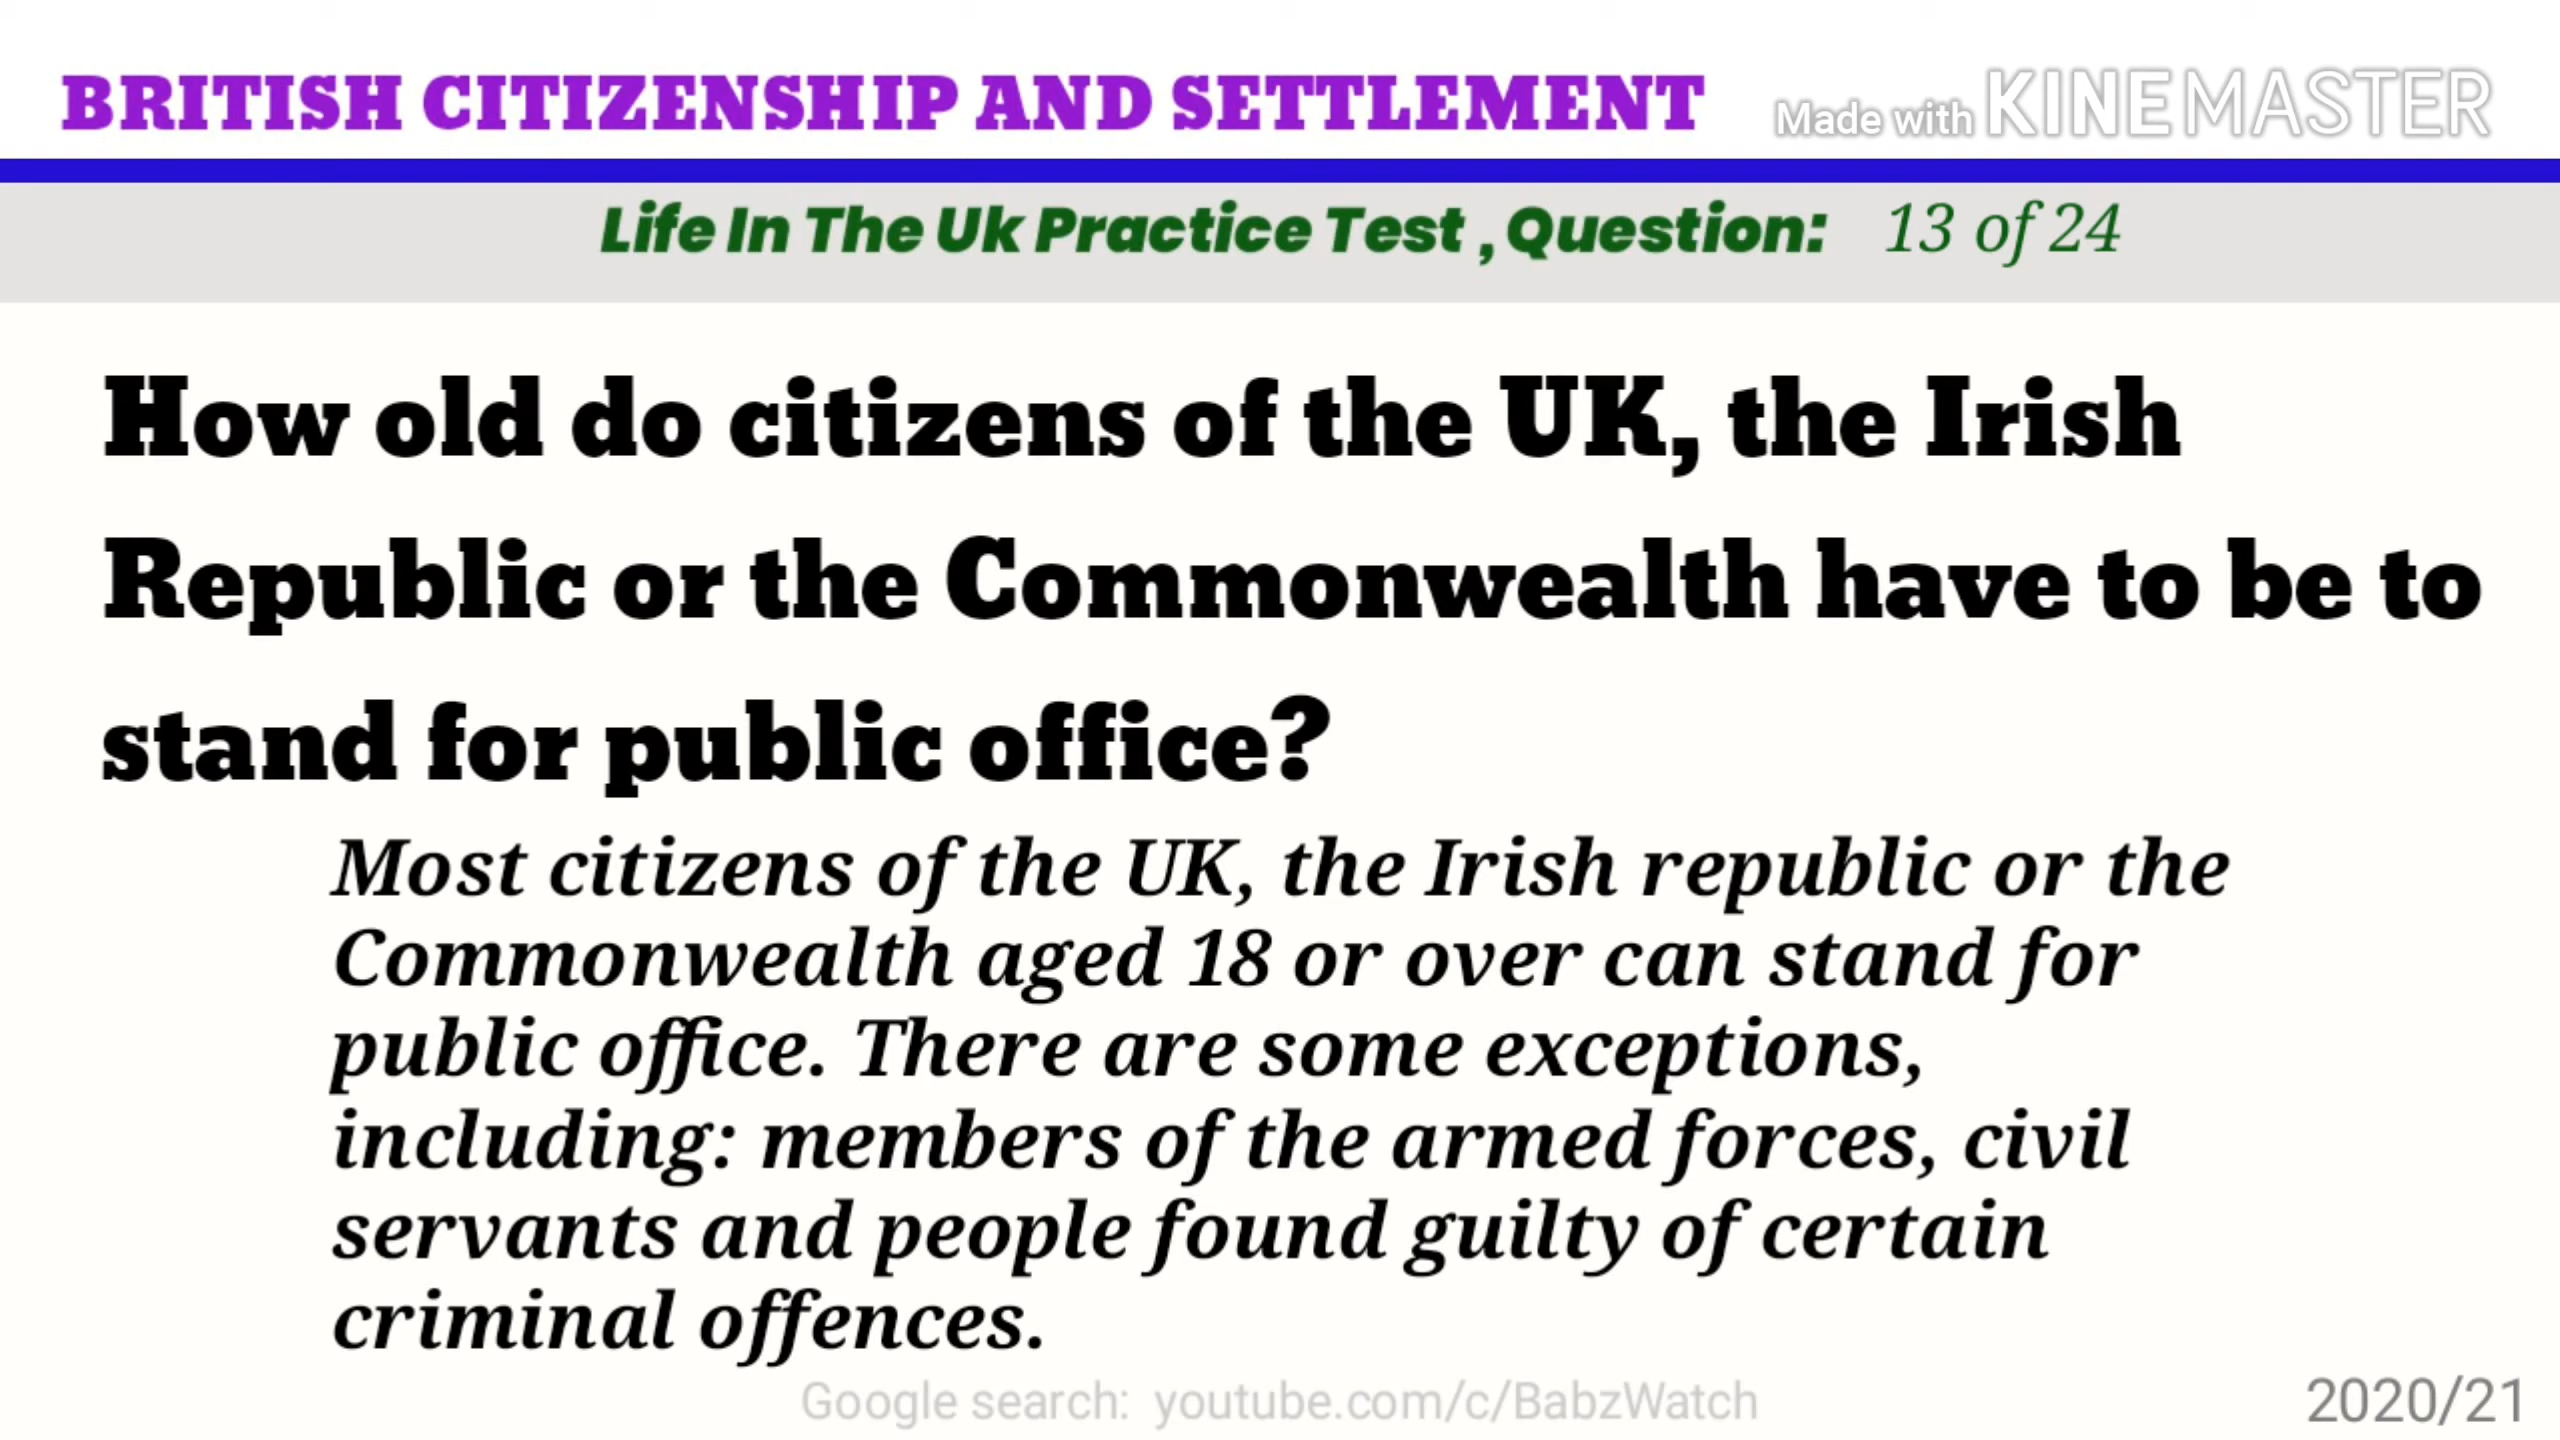 BRITISH CITIZENSHIP AND SETTLEMENT
Made with KINEMASTER
Life In The Uk Practice Test , Question: 13 of 24
How old do citizens of the UK, the Irish
Republic or the Commonwealth have to be to
stand for public office?
Most citizens of the UK, the Irish republic or the
Commonwealth aged 18 or over can stand for
public office. There are some exceptions,
including: members of the armed forces, civil
servants and people found guilty of certain
criminal offences.
Google search: youtube.com/c/BabzWatch
2020/21